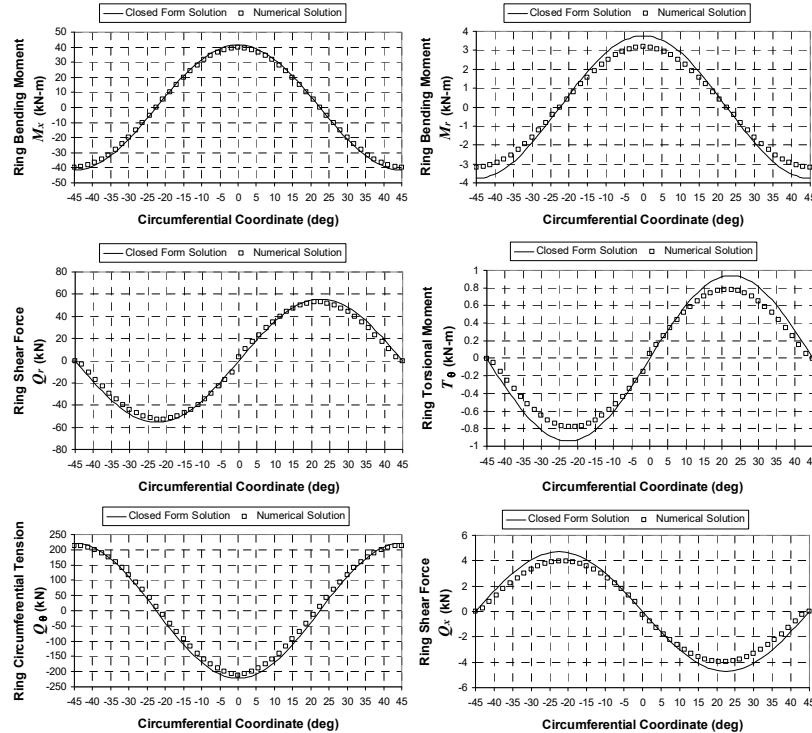 Closed Form Solution Numerical Solution
Ring Bending Moment
Mx (kN-m)
50
40
30
20
10
0
-10
-20
-30
-40
-50
-45 -40 -35 -30 -25 -20 -15 -10 -5 0 5 10 15 20 25 30 35 40 45
Circumferential Coordinate (deg)
Closed Form Solution Numerical Solution
Ring Bending Moment
Mr (kN-m)
4
3
2
1
0
-1
-2
-3
-4
-45 -40 -35 -30 -25 -20 -15 -10 -5 0 5 10 15 20 25 30 35 40 45
Circumferential Coordinate (deg)
Closed Form Solution Numerical Solution
Ring Shear Force
Qr (kN)
80
60
40
20
0
-20
-40
-60
-80
-45 -40 -35 -30 -25 -20 -15 -10 -5 0 5 10 15 20 25 30 35 40 45
Circumferential Coordinate (deg)
Closed Form Solution Numerical Solution
Ring Torsional Moment
Tθ (kN-m)
1
0.8
0.6
0.4
0.2
0
-0.2
-0.4
-0.6
-0.8
-1
-45 -40 -35 -30 -25 -20 -15 -10 -5 0 5 10 15 20 25 30 35 40 45
Circumferential Coordinate (deg)
Closed Form Solution Numerical Solution
Ring Circumferential Tension
Qθ (kN)
250
200
150
100
50
0
-50
-100
-150
-200
-250
-45 -40 -35 -30 -25 -20 -15 -10 -5 0 5 10 15 20 25 30 35 40 45
Circumferential Coordinate (deg)
Closed Form Solution Numerical Solution
Ring Shear Force
Qx (kN)
6
4
2
0
-2
-4
-6
-45 -40 -35 -30 -25 -20 -15 -10 -5 0 5 10 15 20 25 30 35 40 45
Circumferential Coordinate (deg)